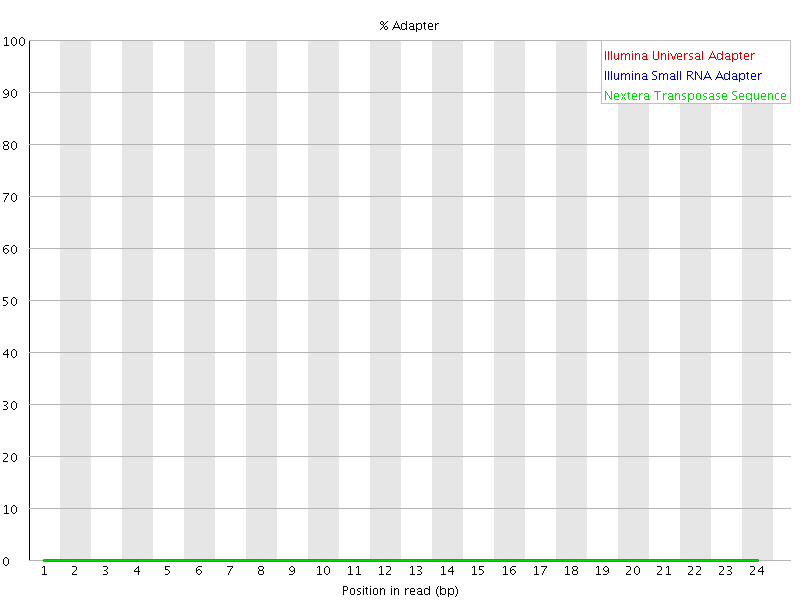 % Adapter
Illumina Universal Adapter
Illumina Small RNA Adapter
Nextera Transposase Sequence
100
90
80
70
60
50
40
30
20
10
0
1 2 3 4 5 6 7 8 9 10 11 12 13 14 15 16 17 18 19 20 21 22 23 24
Position in read (bp)